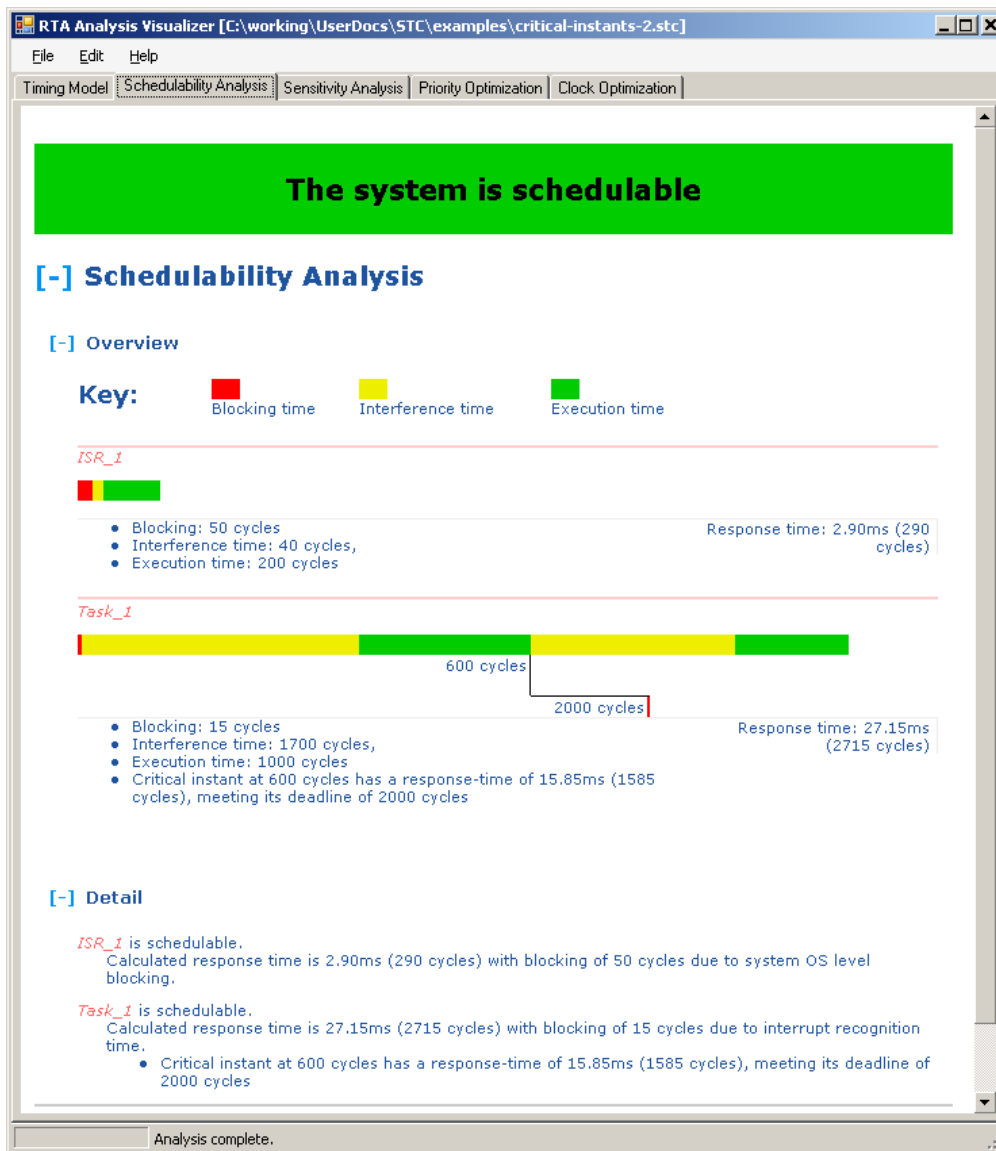 RTA Analysis Visualizer [C:\working\UserDocs\STC\examples\critical-instants-2.stc]
File Edit Help
Timing Model Schedulability Analysis Sensitivity Analysis Priority Optimization Clock Optimization
The system is schedulable
[-] Schedulability Analysis
[-] Overview
Key:
Blocking time Interference time Execution time
ISR_1
• Blocking: 50 cycles
• Interference time: 40 cycles,
• Execution time: 200 cycles
Response time: 2.90ms (290
cycles)
Task_1
600 cycles
2000 cycles
• Blocking: 15 cycles
• Interference time: 1700 cycles,
• Execution time: 1000 cycles
• Critical instant at 600 cycles has a response-time of 15.85ms (1585
cycles), meeting its deadline of 2000 cycles
Response time: 27.15ms
(2715 cycles)
[-] Detail
ISR_1 is schedulable.
Calculated response time is 2.90ms (290 cycles) with blocking of 50 cycles due to system OS level
blocking.
Task_1 is schedulable.
Calculated response time is 27.15ms (2715 cycles) with blocking of 15 cycles due to interrupt recognition
time.
• Critical instant at 600 cycles has a response-time of 15.85ms (1585 cycles), meeting its deadline of
2000 cycles
Analysis complete.